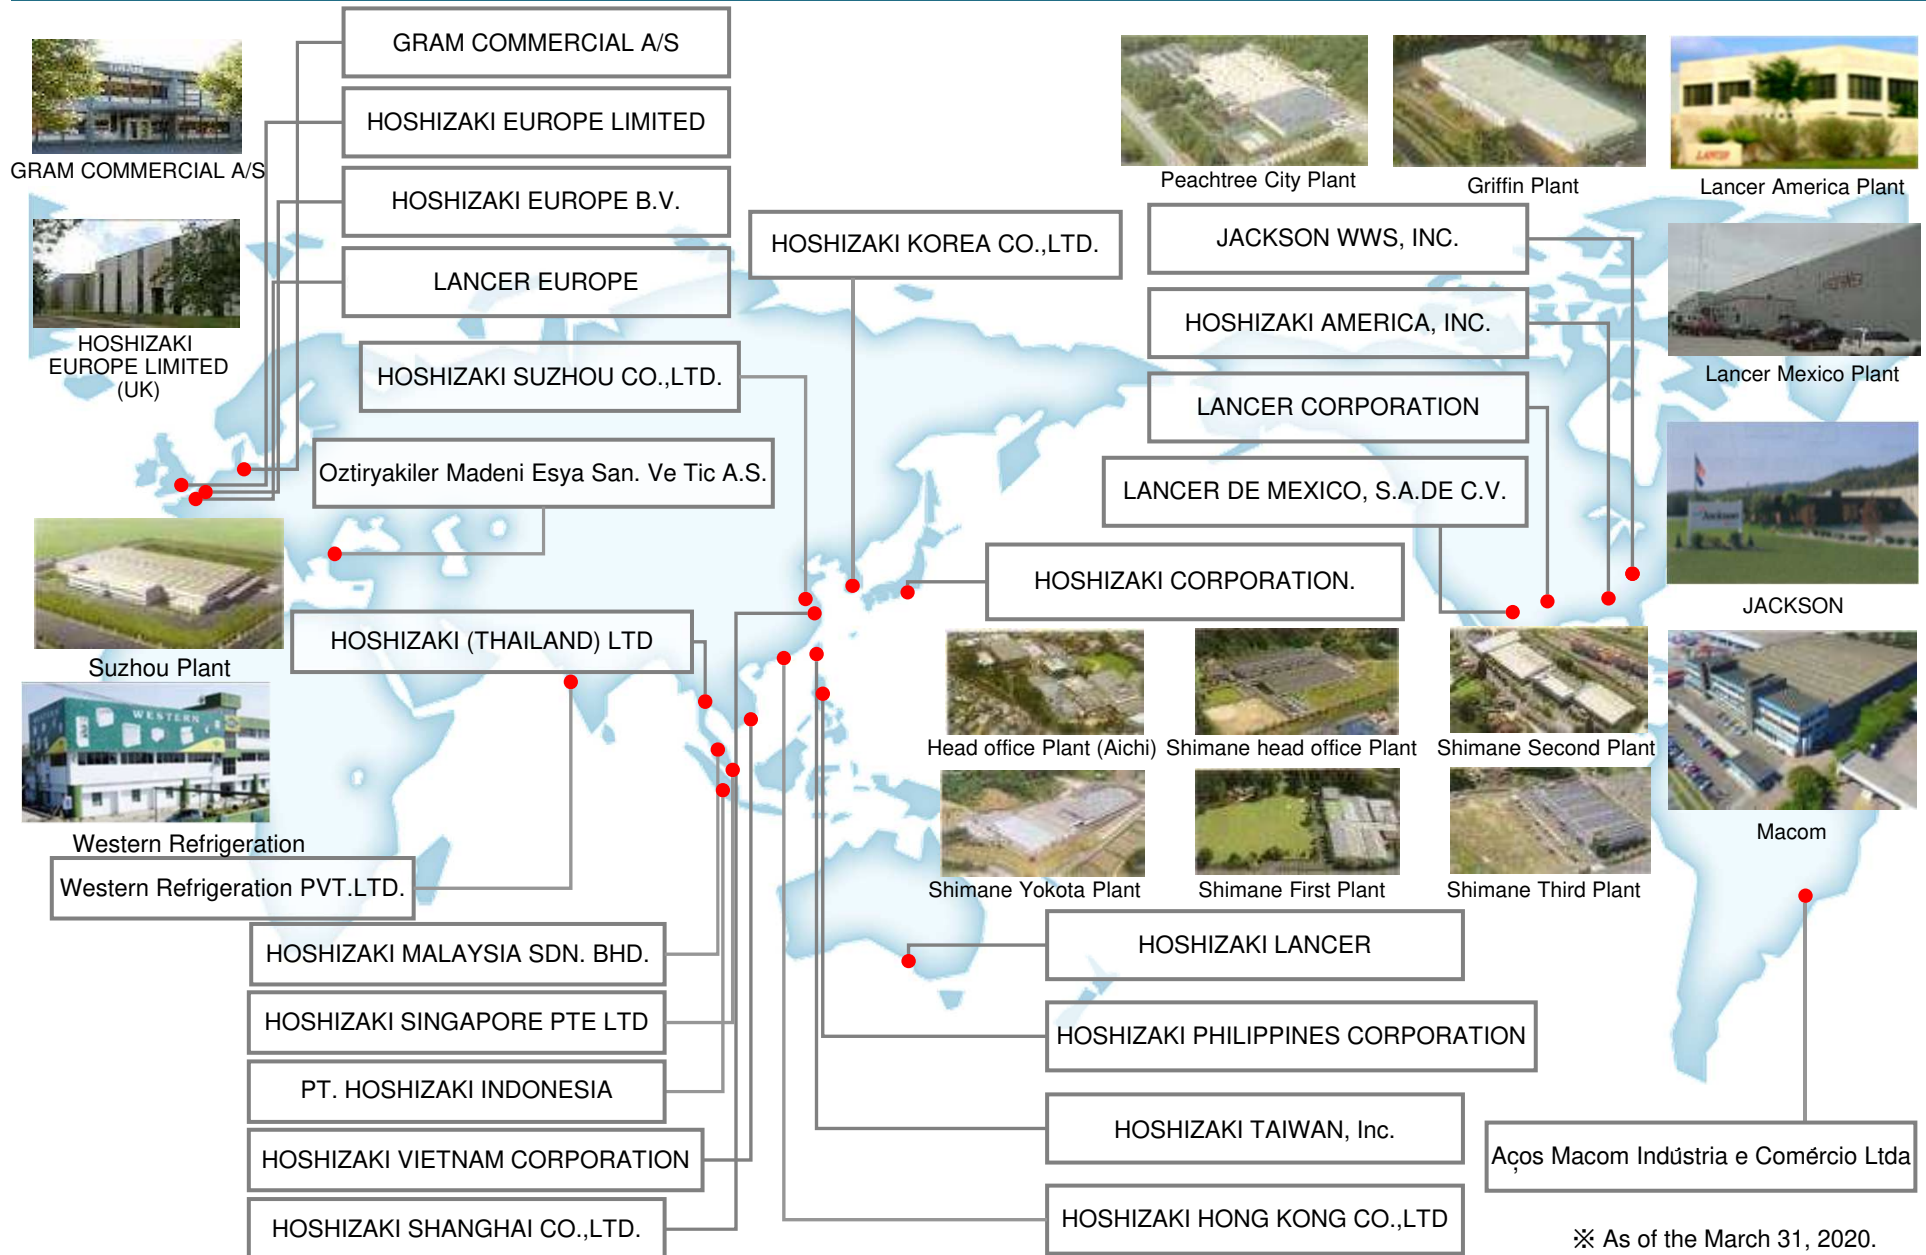 GRAM COMMERCIAL A/S
HOSHIZAKI EUROPE LIMITED
HOSHIZAKI EUROPE B.V.
LANCER EUROPE
HOSHIZAKI SUZHOU CO.,LTD.
Oztiryakiler Madeni Esya San. Ve Tic A.S.
HOSHIZAKI (THAILAND) LTD
GRAM COMMERCIAL A/S
HOSHIZAKI
EUROPE LIMITED
(UK)
Suzhou Plant
WESTERN
Western Refrigeration
Western Refrigeration PVT.LTD.
HOSHIZAKI MALAYSIA SDN. BHD.
HOSHIZAKI SINGAPORE PTE LTD
PT. HOSHIZAKI INDONESIA
HOSHIZAKI VIETNAM CORPORATION
HOSHIZAKI SHANGHAI CO.,LTD.
HOSHIZAKI KOREA CO.,LTD.
Peachtree City Plant
Griffin Plant
LANCER
Lancer America Plant
JACKSON WWS, INC.
HOSHIZAKI AMERICA, INC.
LANCER CORPORATION
LANCER DE MEXICO, S.A.DE C.V.
HOSHIZAKI CORPORATION.
LANCER
Lancer Mexico Plant
Jackson
JACKSON
Macom
Head office Plant (Aichi)
Shimane head office Plant
Shimane Second Plant
Shimane Yokota Plant
Shimane First Plant
Shimane Third Plant
HOSHIZAKI LANCER
HOSHIZAKI PHILIPPINES CORPORATION
HOSHIZAKI TAIWAN, Inc.
HOSHIZAKI HONG KONG CO.,LTD
Aços Macom Indústria e Comércio Ltda
※ As of the March 31, 2020.